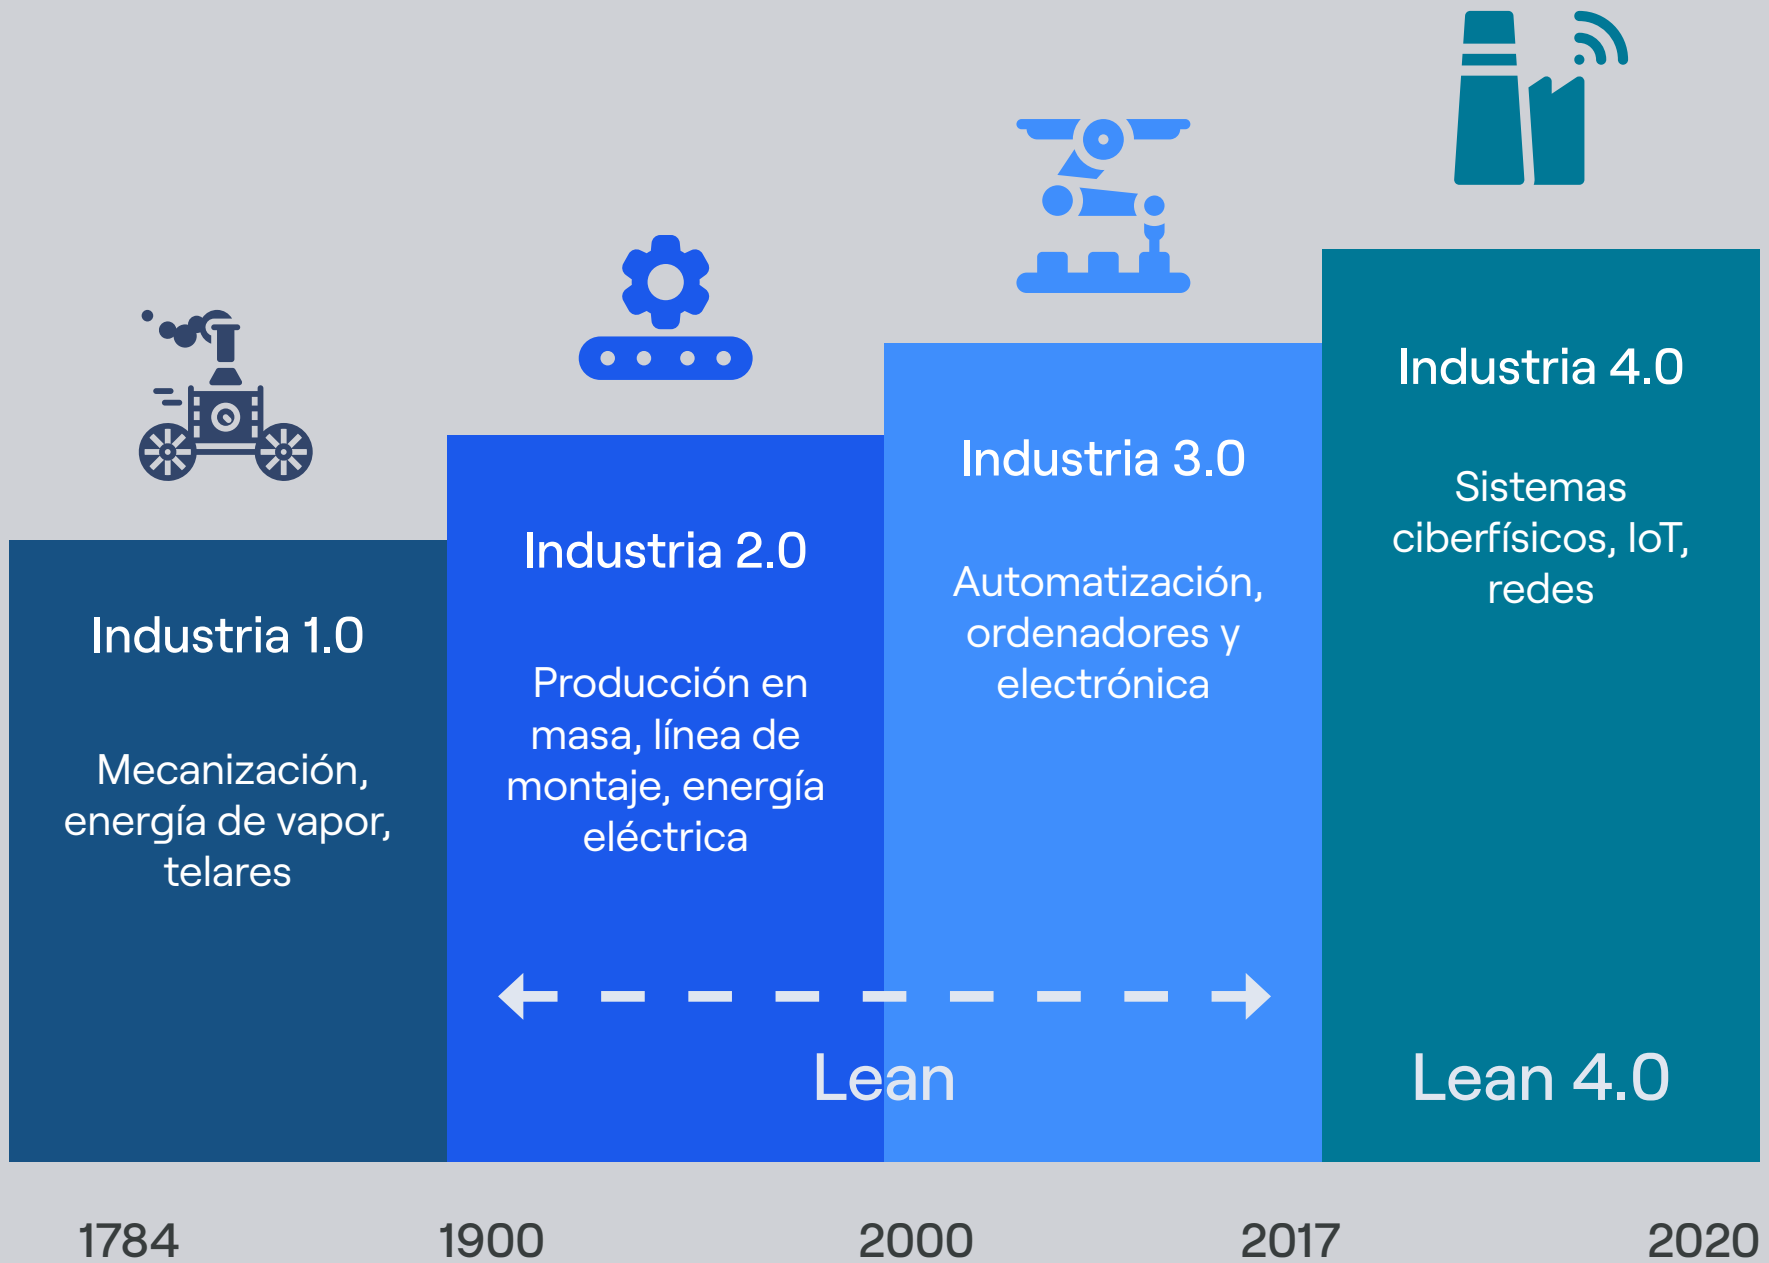 Industria 1.0
Mecanización,
energía de vapor,
telares
Industria 2.0
Producción en
masa, línea de
montaje, energía
eléctrica
Industria 3.0
Automatización,
ordenadores y
electrónica
Industria 4.0
Sistemas
ciberfísicos, IoT,
redes
Lean
Lean 4.0
1784
1900
2000
2017
2020